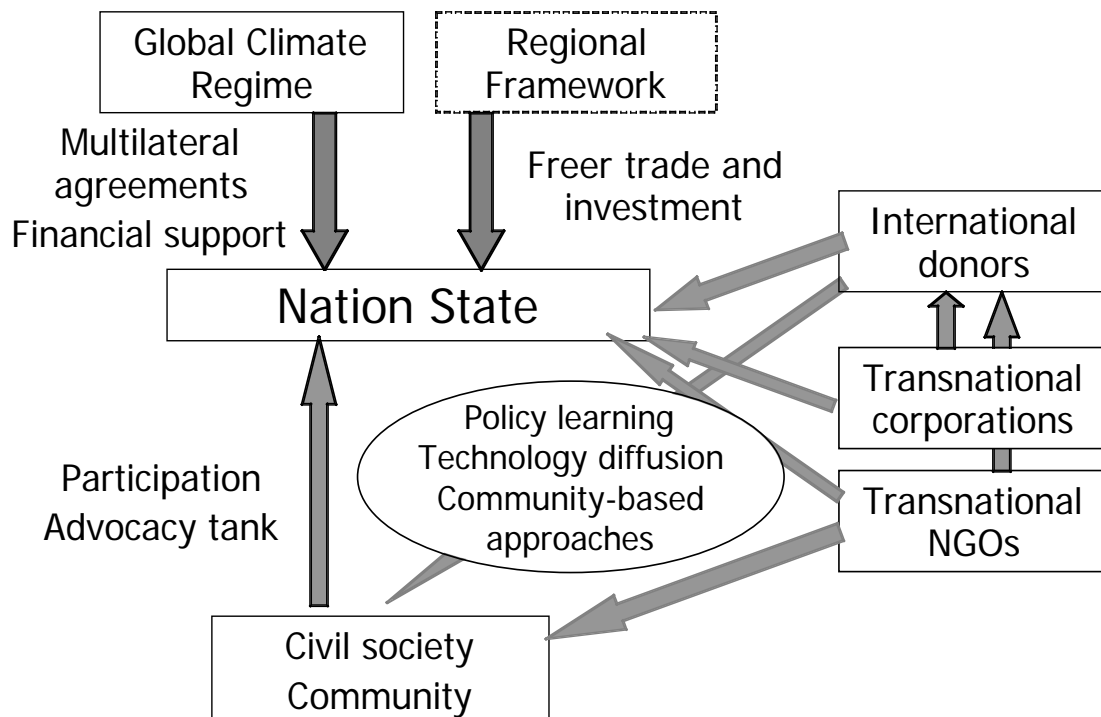 Global Climate
Regime
Regional
Framework
Multilateral
agreements
Financial support
Freer trade and
investment
International
donors
Nation State
Transnational
corporations
Policy learning
Technology diffusion
Community-based
approaches
Participation
Advocacy tank
Transnational
NGOs
Civil society
Community